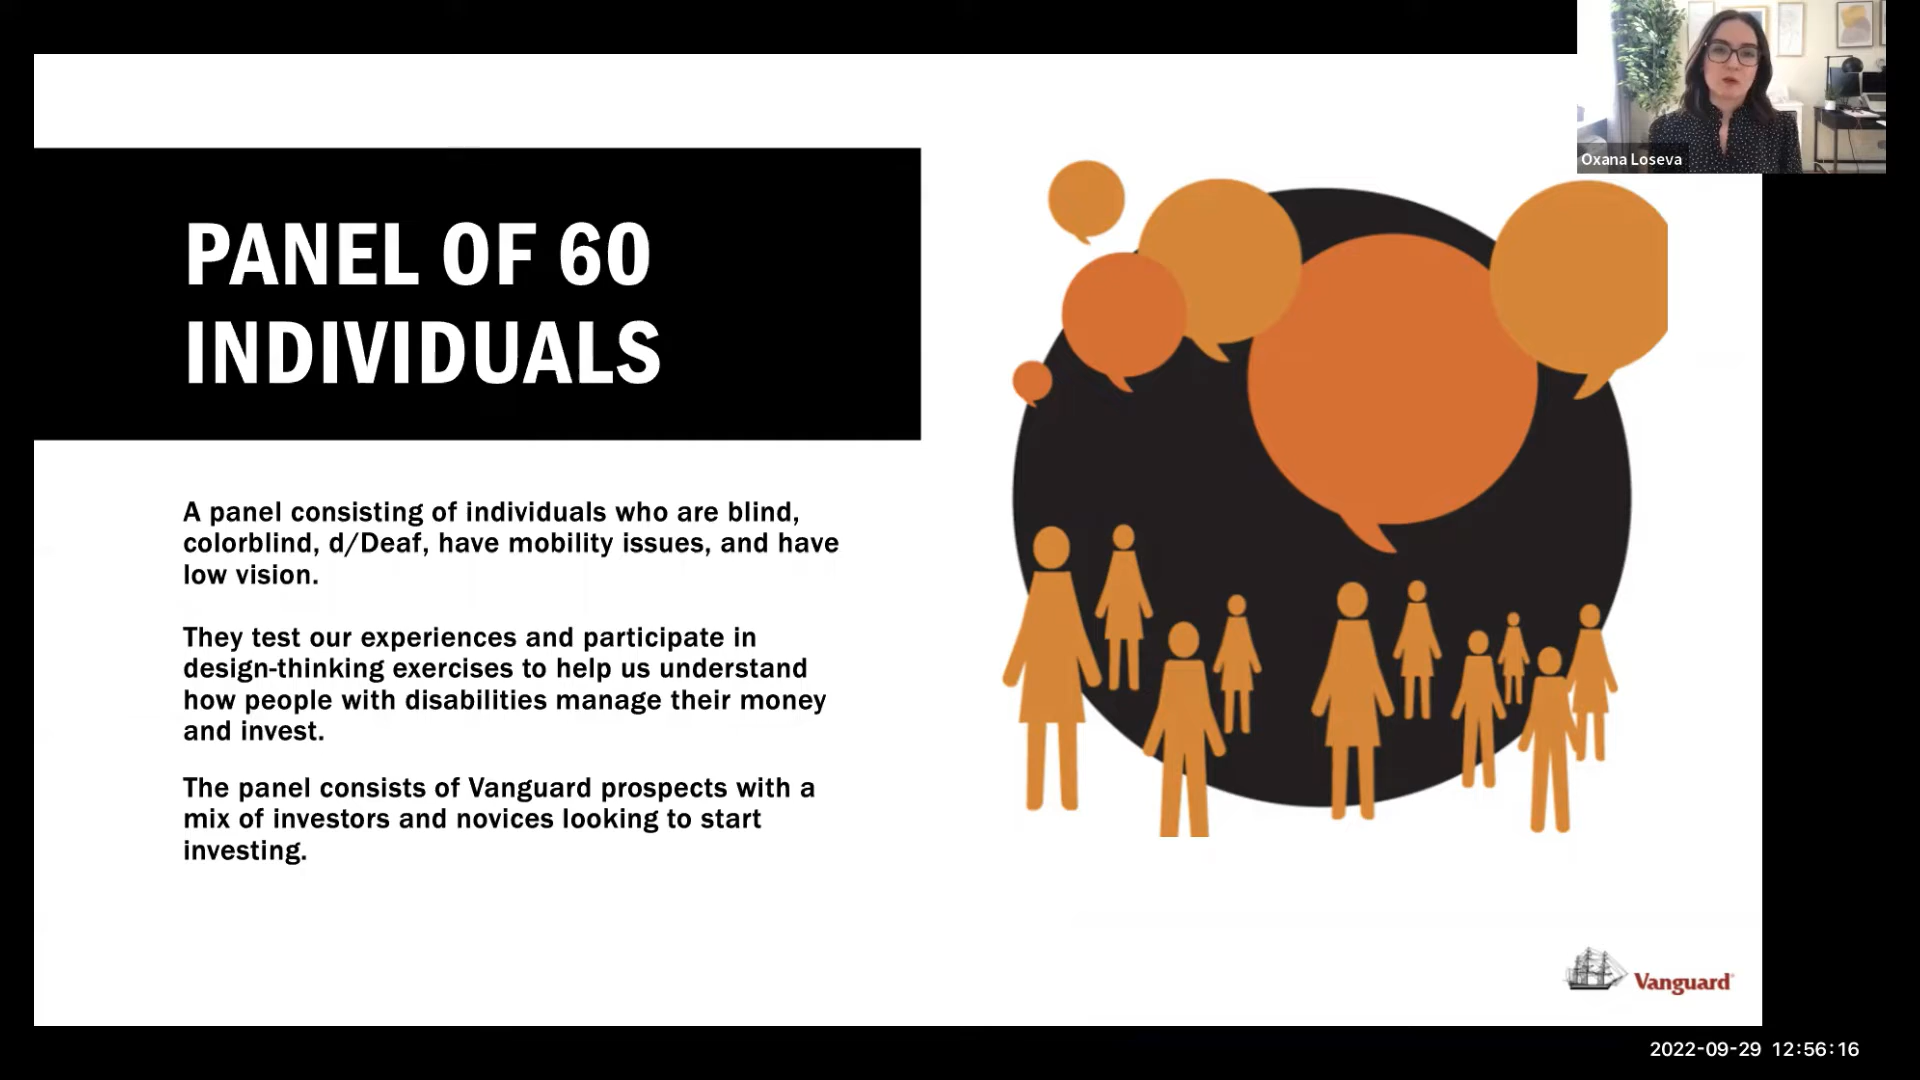 Oxana Loseva
PANEL OF 60
INDIVIDUALS
A panel consisting of individuals who are blind,
colorblind, d/Deaf, have mobility issues, and have
low vision.
They test our experiences and participate in
design-thinking exercises to help us understand
how people with disabilities manage their money
and invest.
The panel consists of Vanguard prospects with a
mix of investors and novices looking to start
investing.
Vanguard
2022-09-29 12:56:16